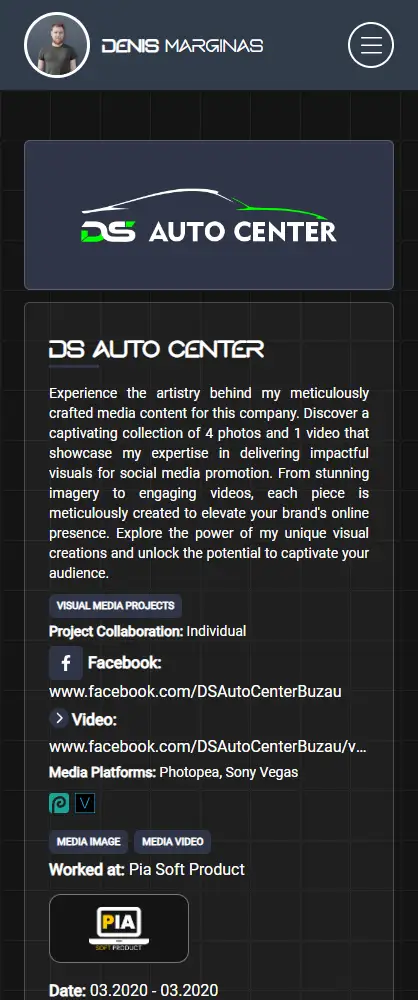 DENIS MARGINAS
DS AUTO CENTER
DS AUTO CENTER
Experience the artistry behind my meticulously
crafted media content for this company. Discover a
captivating collection of 4 photos and 1 video that
showcase my expertise in delivering impactful
visuals for social media promotion. From stunning
imagery to engaging videos, each piece is
meticulously created to elevate your brand's online
presence. Explore the power of my unique visual
creations and unlock the potential to captivate your
audience.
VISUAL MEDIA PROJECTS
Project Collaboration: Individual
Facebook:
www.facebook.com/DSAutoCenterBuzau
Video:
www.facebook.com/DSAutoCenterBuzau/v...
Media Platforms: Photopea, Sony Vegas
V
MEDIA IMAGE MEDIA VIDEO
Worked at: Pia Soft Product
PIA
SOFT PRODUCT
Date: 03.2020 - 03.2020